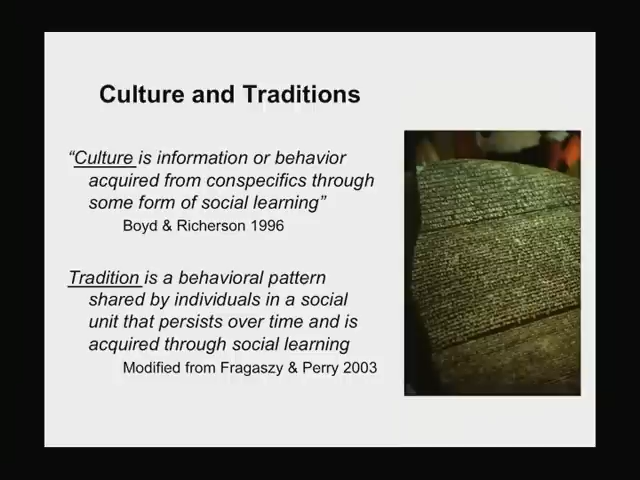 Culture and Traditions
“Culture is information or behavior
acquired from conspecifics through
some form of social learning”
Boyd & Richerson 1996
Tradition is a behavioral pattern
shared by individuals in a social
unit that persists over time and is
acquired through social learning
Modified from Fragaszy & Perry 2003